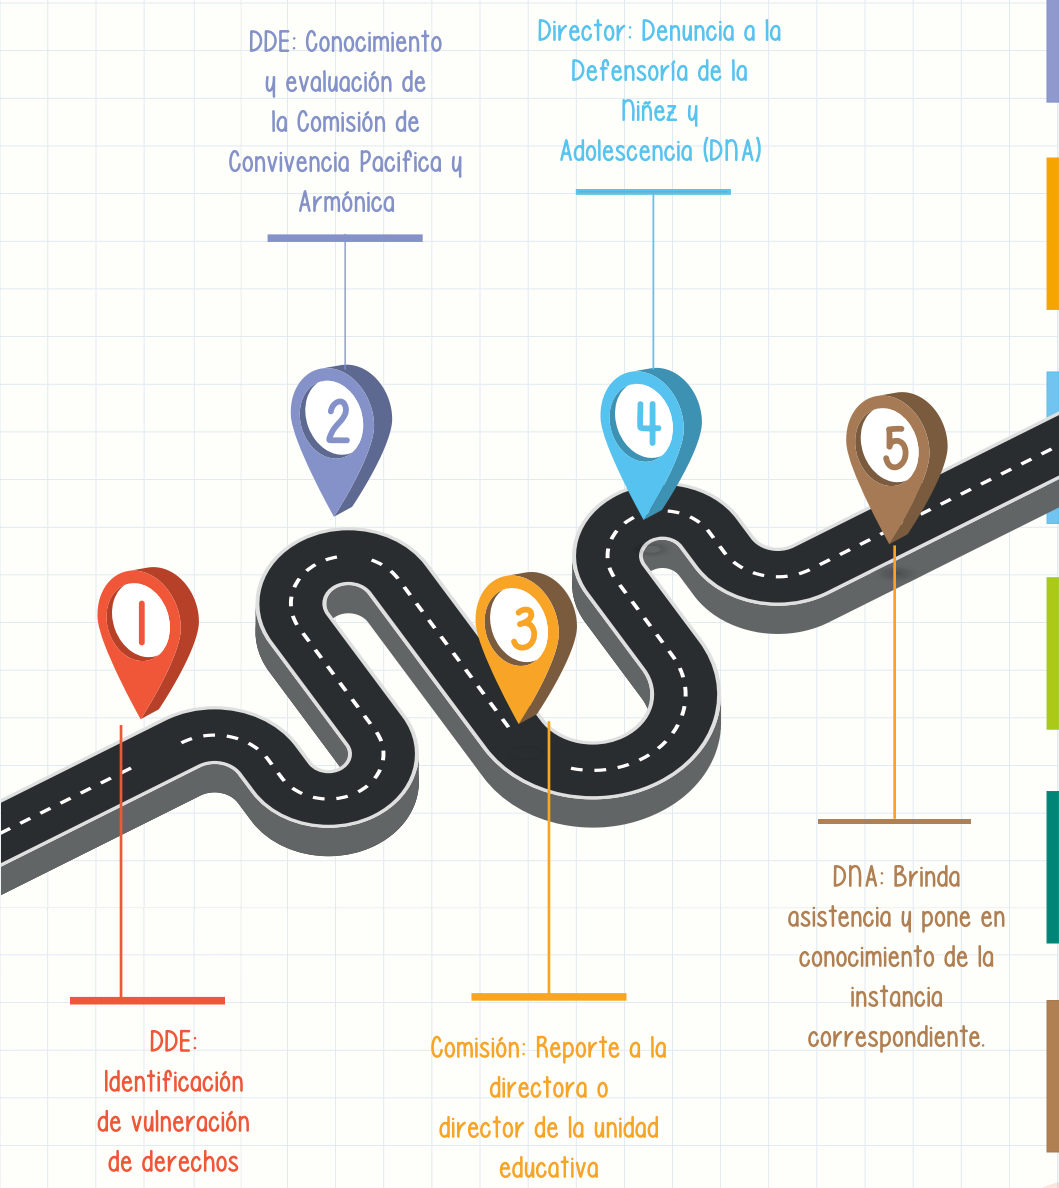 DDE: Conocimiento
y evaluación de
la Comisión de
Convivencia Pacifica y
Armónica
Director: Denuncia a la
Defensoría de la
Niñez y
Adolescencia (DNA)
2
4
5
1
3
DNA: Brinda
asistencia y pone en
conocimiento de la
instancia
correspondiente.
DDE:
Identificación
de vulneración
de derechos
Comisión: Reporte a la
directora o
director de la unidad
educativa